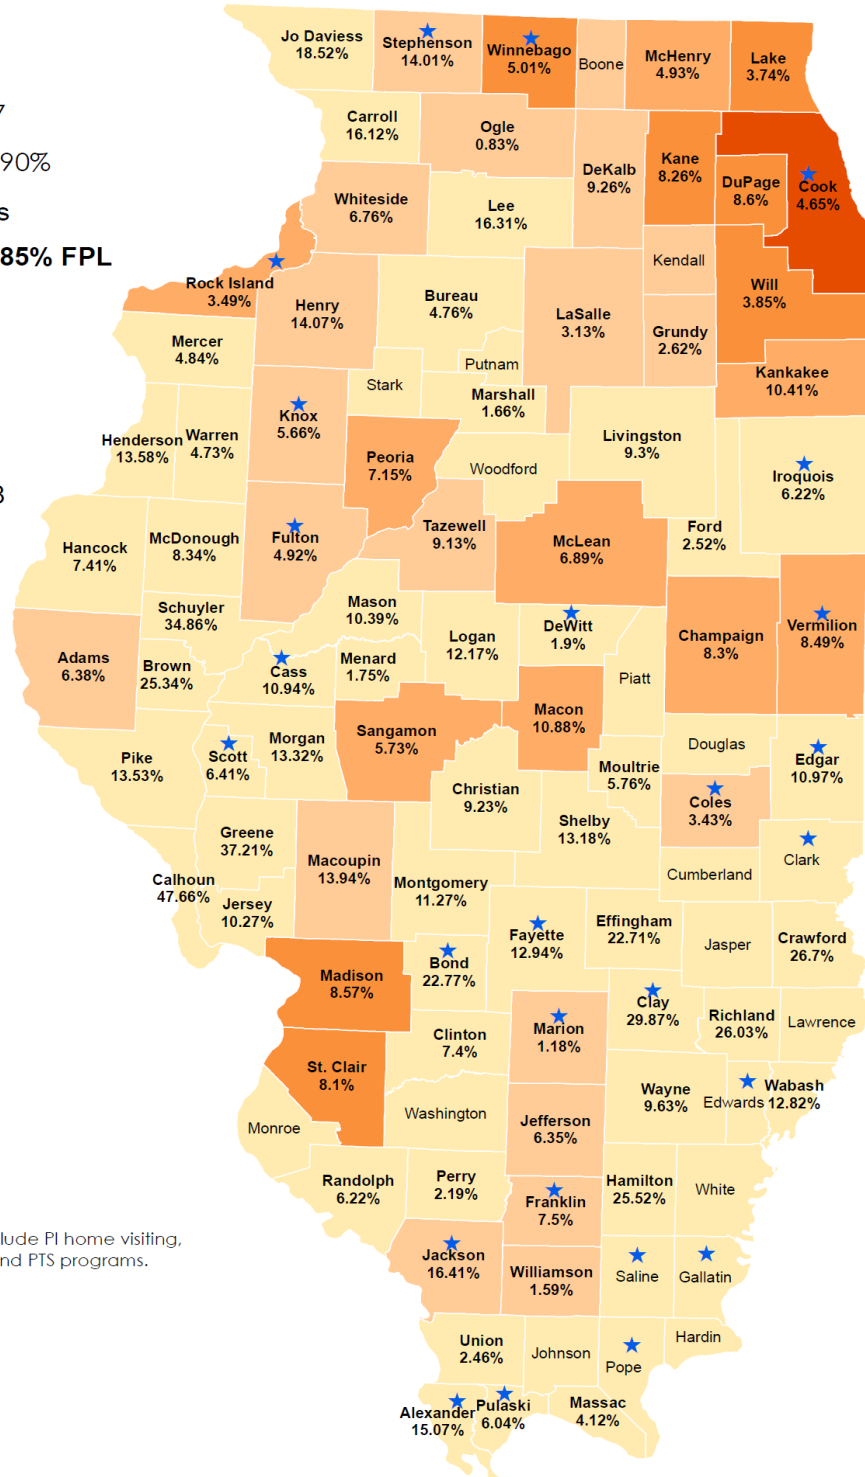 Jo Daviess
18.52%
Stephenson
14.01%
Winnebago
5.01%
Boone
McHenry
4.93%
Lake
3.74%
7
90%
s
85% FPL
Carroll
16.12%
Ogle
0.83%
DeKalb
9.26%
Kane
8.26%
DuPage
8.6%
Cook
4.65%
Whiteside
6.76%
Lee
16.31%
Kendall
Rock Island
3.49%
Henry
14.07%
Bureau
4.76%
LaSalle
3.13%
Grundy
2.62%
Will
3.85%
Mercer
4.84%
Putnam
Stark
Marshall
1.66%
Kankakee
10.41%
Henderson
13.58%
Warren
4.73%
Knox
5.66%
Peoria
7.15%
Woodford
Livingston
9.3%
Iroquois
6.22%
3
Hancock
7.41%
McDonough
8.34%
Fulton
4.92%
Tazewell
9.13%
McLean
6.89%
Ford
2.52%
Schuyler
34.86%
Mason
10.39%
Logan
12.17%
DeWitt
1.9%
Champaign
8.3%
Vermilion
8.49%
Adams
6.38%
Brown
25.34%
Cass
10.94%
Menard
1.75%
Piatt
Pike
13.53%
Scott
6.41%
Morgan
13.32%
Sangamon
5.73%
Macon
10.88%
Moultrie
5.76%
Douglas
Edgar
10.97%
Christian
9.23%
Coles
3.43%
Greene
37.21%
Macoupin
13.94%
Shelby
13.18%
Clark
Cumberland
Calhoun
47.66%
Jersey
10.27%
Montgomery
11.27%
Fayette
12.94%
Effingham
22.71%
Jasper
Crawford
26.7%
Madison
8.57%
Bond
22.77%
Clay
29.87%
Richland
26.03%
Lawrence
Clinton
7.4%
Marion
1.18%
St. Clair
8.1%
Wayne
9.63%
Edwards
Wabash
12.82%
Monroe
Washington
Jefferson
6.35%
Randolph
6.22%
Perry
2.19%
Franklin
7.5%
Hamilton
25.52%
White
lude PI home visiting,
nd PTS programs.
Jackson
16.41%
Williamson
1.59%
Saline
Gallatin
Union
2.46%
Johnson
Pope
Hardin
Alexander
15.07%
Pulaski
6.04%
Massac
4.12%